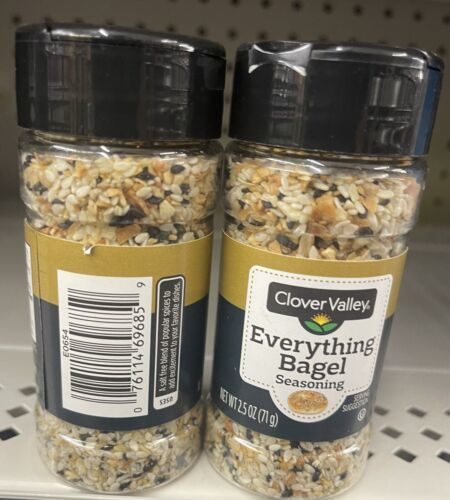 E0654
0 76114 69685 9
A salt free blend of popular spices to
add excitement to your favorite dishes.
5358
Clover Valley®
Everything
Bagel
Seasoning
SERVING
SUGGESTION
NET WT 2.5 OZ (71 g)